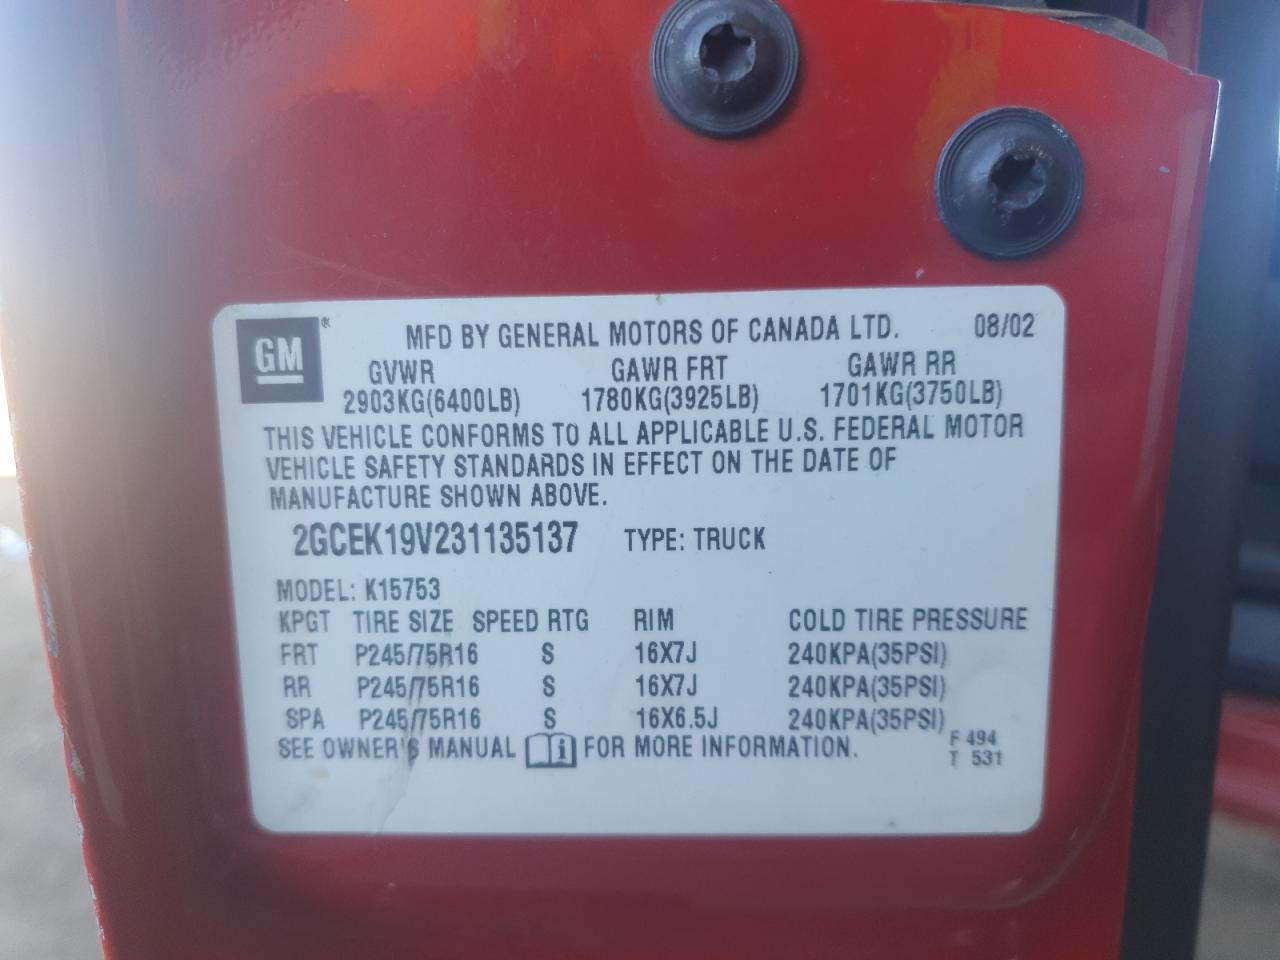 GM ® MFD BY GENERAL MOTORS OF CANADA LTD. 08/02
GVWR GAWR FRT GAWR RR
2903KG(6400LB) 1780KG(3925LB) 1701KG(3750LB)
THIS VEHICLE CONFORMS TO ALL APPLICABLE U.S. FEDERAL MOTOR
VEHICLE SAFETY STANDARDS IN EFFECT ON THE DATE OF
MANUFACTURE SHOWN ABOVE.
2GCEK19V231135137 TYPE: TRUCK
MODEL: K15753
KPGT TIRE SIZE SPEED RTG RIM COLD TIRE PRESSURE
FRT P245/75R16 S 16X7J 240KPA(35PSI)
RR P245/75R16 S 16X7J 240KPA(35PSI)
SPA P245/75R16 S 16X6.5J 240KPA(35PSI)
SEE OWNER'S MANUAL i FOR MORE INFORMATION.
F 494
T 531